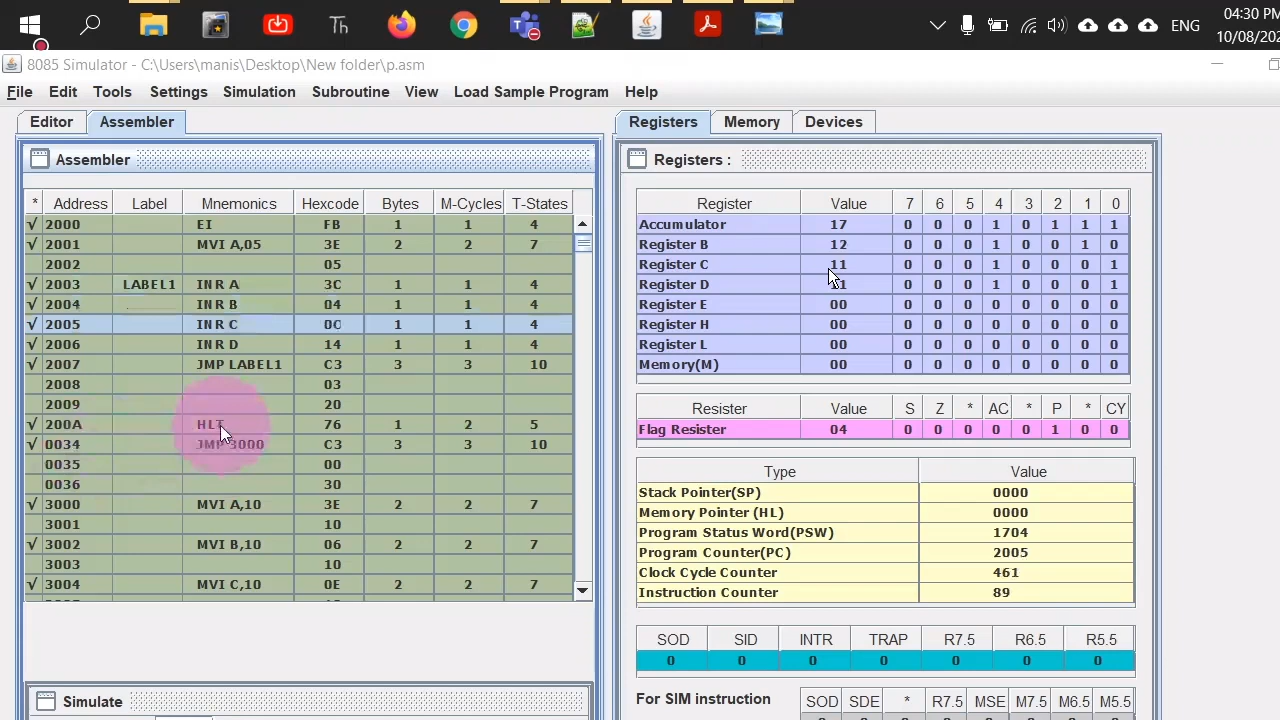 Th
ENG
04:30 PM
10/08/202
8085 Simulator - C:\Users\manis\Desktop\New folder\p.asm
File Edit Tools Settings Simulation Subroutine View Load Sample Program Help
Editor Assembler
Assembler
* Address Label Mnemonics Hexcode Bytes M-Cycles T-States
√ 2000 EI FB 1 1 4
√ 2001 MVI A,05 3E 2 2 7
2002 05
√ 2003 LABEL1 INR A 3C 1 1 4
√ 2004 INR B 04 1 1 4
√ 2005 INR C 0C 1 1 4
√ 2006 INR D 14 1 1 4
√ 2007 JMP LABEL1 C3 3 3 10
2008 03
2009 20
√ 200A HLT 76 1 2 5
√ 0034 JMP 3000 C3 3 3 10
0035 00
0036 30
√ 3000 MVI A,10 3E 2 2 7
3001 10
√ 3002 MVI B,10 06 2 2 7
3003 10
√ 3004 MVI C,10 0E 2 2 7
Simulate
Registers Memory Devices
Registers :
Register Value 7 6 5 4 3 2 1 0
Accumulator 17 0 0 0 1 0 1 1 1
Register B 12 0 0 0 1 0 0 1 0
Register C 11 0 0 0 1 0 0 0 1
Register D 0 0 0 1 0 0 0 1
Register E 00 0 0 0 0 0 0 0 0
Register H 00 0 0 0 0 0 0 0 0
Register L 00 0 0 0 0 0 0 0 0
Memory(M) 00 0 0 0 0 0 0 0 0
Resister Value S Z * AC * P * CY
Flag Register 04 0 0 0 0 0 1 0 0
Type Value
Stack Pointer(SP) 0000
Memory Pointer (HL) 0000
Program Status Word(PSW) 1704
Program Counter(PC) 2005
Clock Cycle Counter 461
Instruction Counter 89
SOD SID INTR TRAP R7.5 R6.5 R5.5
0 0 0 0 0 0 0
For SIM instruction
SOD SDE * R7.5 MSE M7.5 M6.5 M5.5